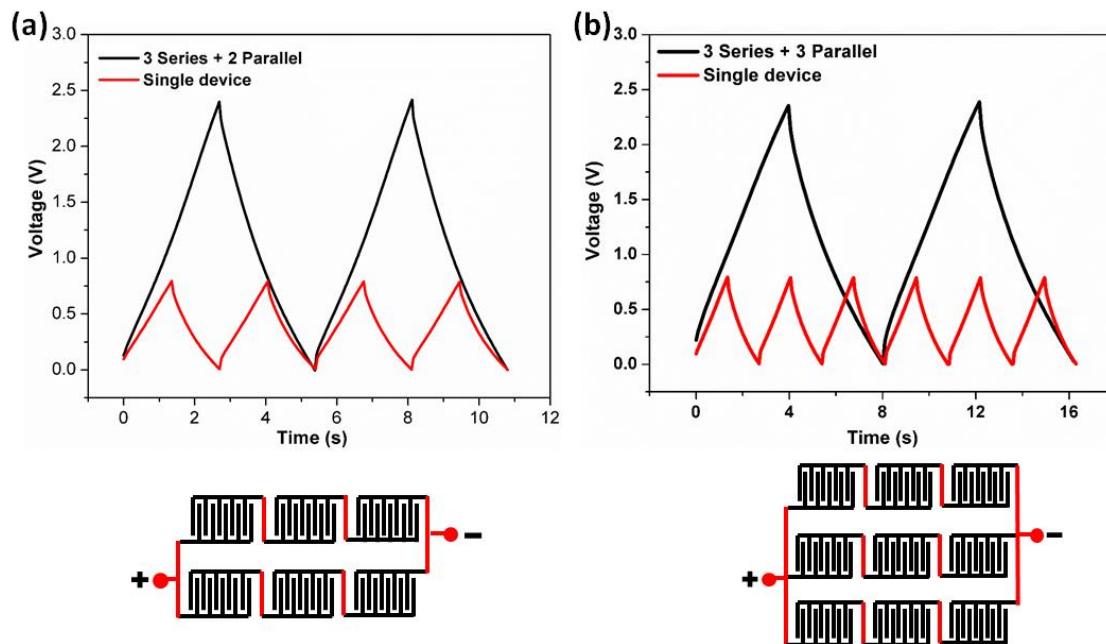 (a)
3.0
2.5
2.0
1.5
1.0
0.5
0.0
Voltage (V)
3 Series + 2 Parallel
Single device
0 2 4 6 8 10 12
Time (s)
+
−
(b)
3.0
2.5
2.0
1.5
1.0
0.5
0.0
Voltage (V)
3 Series + 3 Parallel
Single device
0 4 8 12 16
Time (s)
+
−